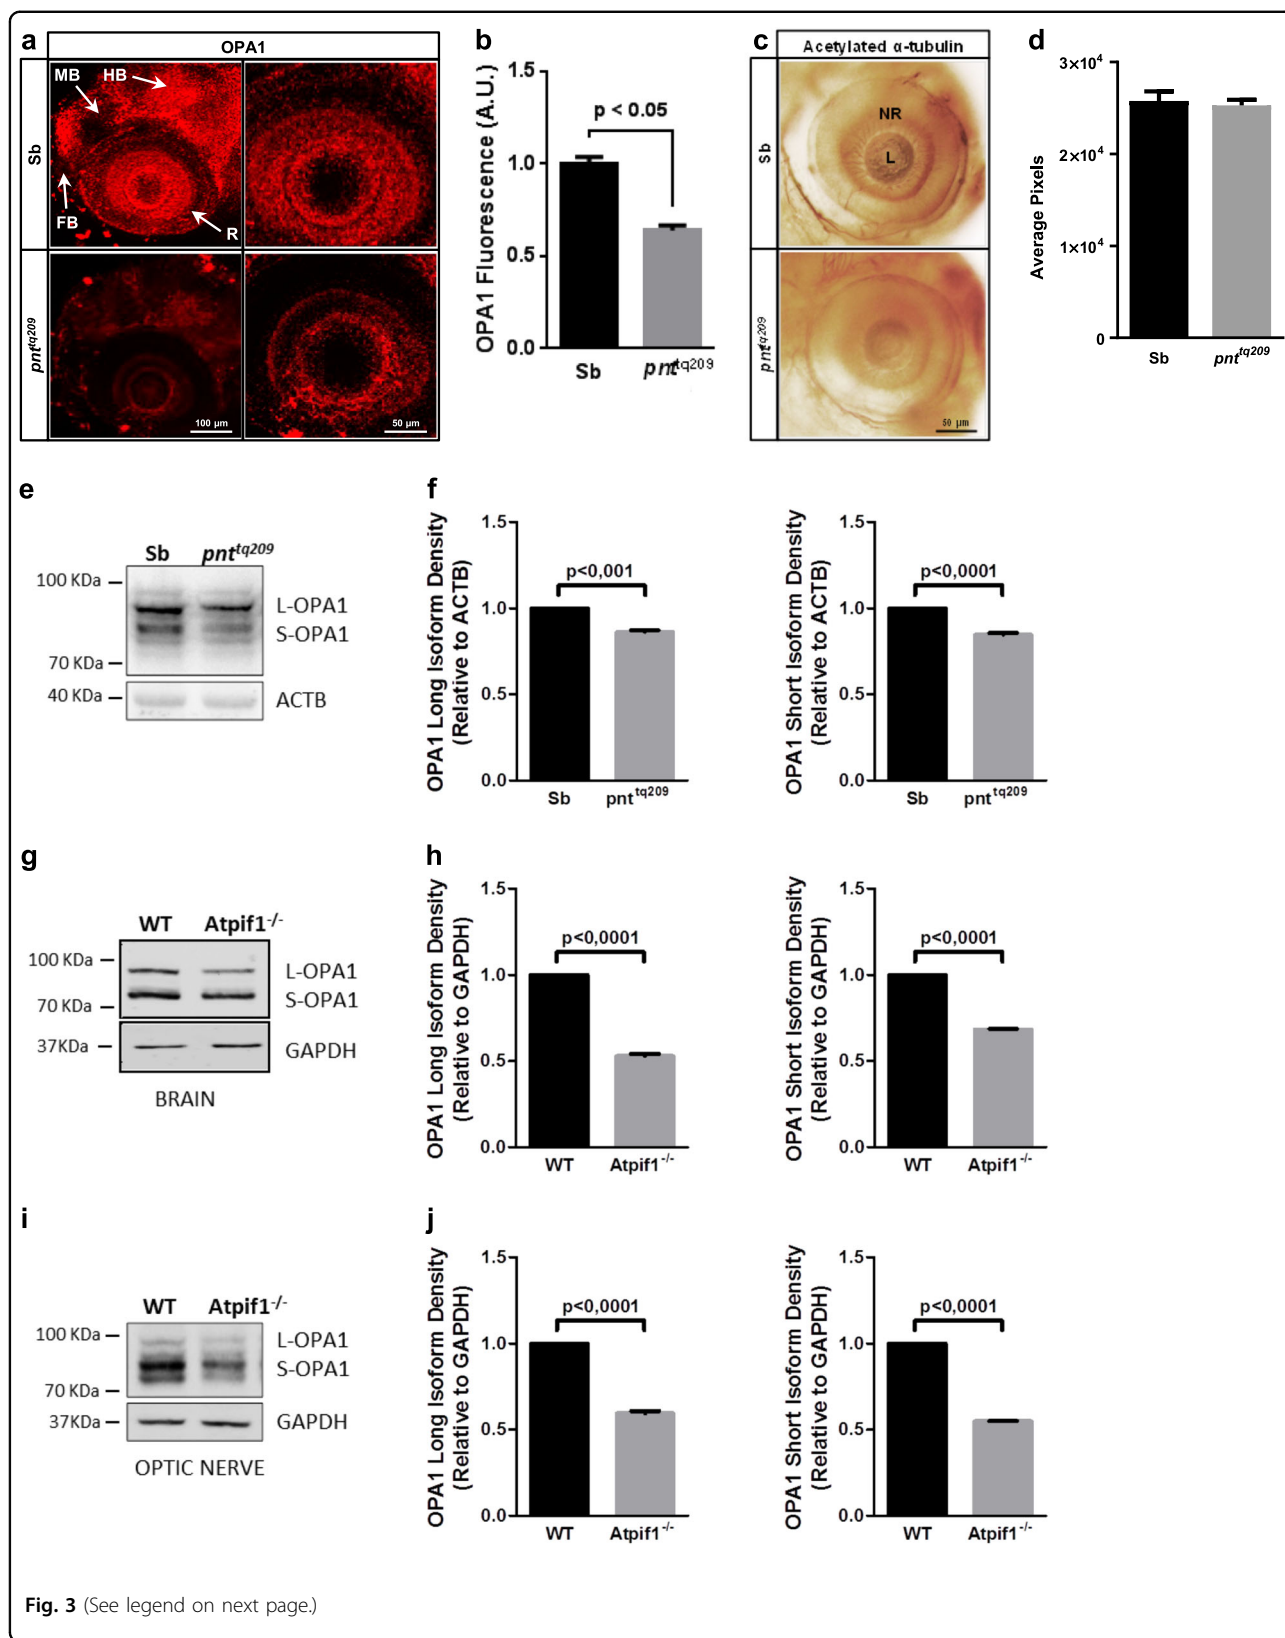 a
OPA1
Sb
MB
HB
FB
R
pnt^tq209
100 µm
50 µm
b
OPA1 Fluorescence (A.U.)
1.5
1.0
0.5
0.0
p < 0.05
Sb
pnt^tq209
c
Acetylated α-tubulin
Sb
NR
L
pnt^tq209
50 µm
d
Average Pixels
3×10^4
2×10^4
1×10^4
0
Sb
pnt^tq209
e
Sb
pnt^tq209
100 KDa
L-OPA1
S-OPA1
70 KDa
40 KDa
ACTB
f
OPA1 Long Isoform Density
(Relative to ACTB)
1.5
1.0
0.5
0.0
p<0,001
Sb
pnt^tq209
OPA1 Short Isoform Density
(Relative to ACTB)
1.5
1.0
0.5
0.0
p<0,0001
Sb
pnt^tq209
g
WT
Atpif1^-/-
100 KDa
L-OPA1
S-OPA1
70 KDa
37KDa
GAPDH
BRAIN
h
OPA1 Long Isoform Density
(Relative to GAPDH)
1.5
1.0
0.5
0.0
p<0,0001
WT
Atpif1^-/-
OPA1 Short Isoform Density
(Relative to GAPDH)
1.5
1.0
0.5
0.0
p<0,0001
WT
Atpif1^-/-
i
WT
Atpif1^-/-
100 KDa
L-OPA1
S-OPA1
70 KDa
37KDa
GAPDH
OPTIC NERVE
j
OPA1 Long Isoform Density
(Relative to GAPDH)
1.5
1.0
0.5
0.0
p<0,0001
WT
Atpif1^-/-
OPA1 Short Isoform Density
(Relative to GAPDH)
1.5
1.0
0.5
0.0
p<0,0001
WT
Atpif1^-/-
Fig. 3 (See legend on next page.)